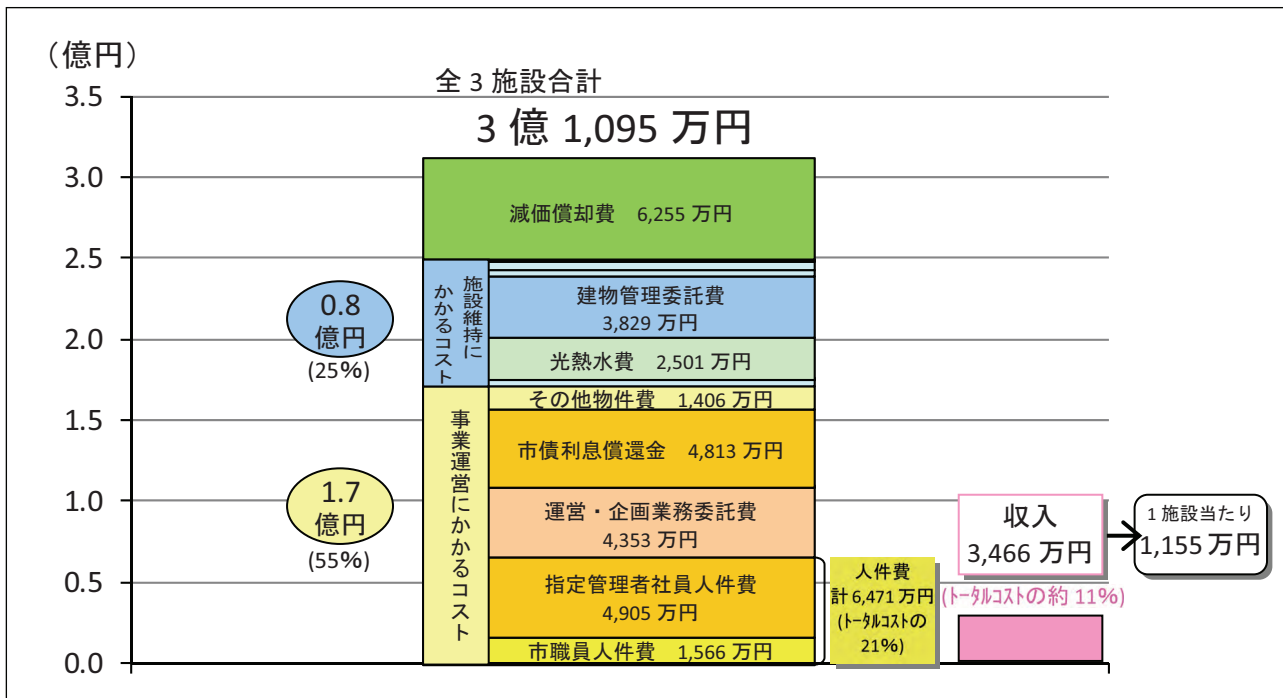 （億円）
全 3 施設合計
3 億 1,095 万円
3.5
3.0
2.5
2.0
1.5
1.0
0.5
0.0
減価償却費 6,255 万円
施設維持に
かかるコスト
建物管理委託費
3,829 万円
光熱水費 2,501 万円
0.8
億円
(25%)
事業運営にかかるコスト
その他物件費 1,406 万円
市債利息償還金 4,813 万円
運営・企画業務委託費
4,353 万円
指定管理者社員人件費
4,905 万円
市職員人件費 1,566 万円
1.7
億円
(55%)
人件費
計 6,471 万円
(ﾄｰﾀﾙｺｽﾄの
21%)
収入
3,466 万円
(ﾄｰﾀﾙｺｽﾄの約 11%)
1 施設当たり
1,155 万円